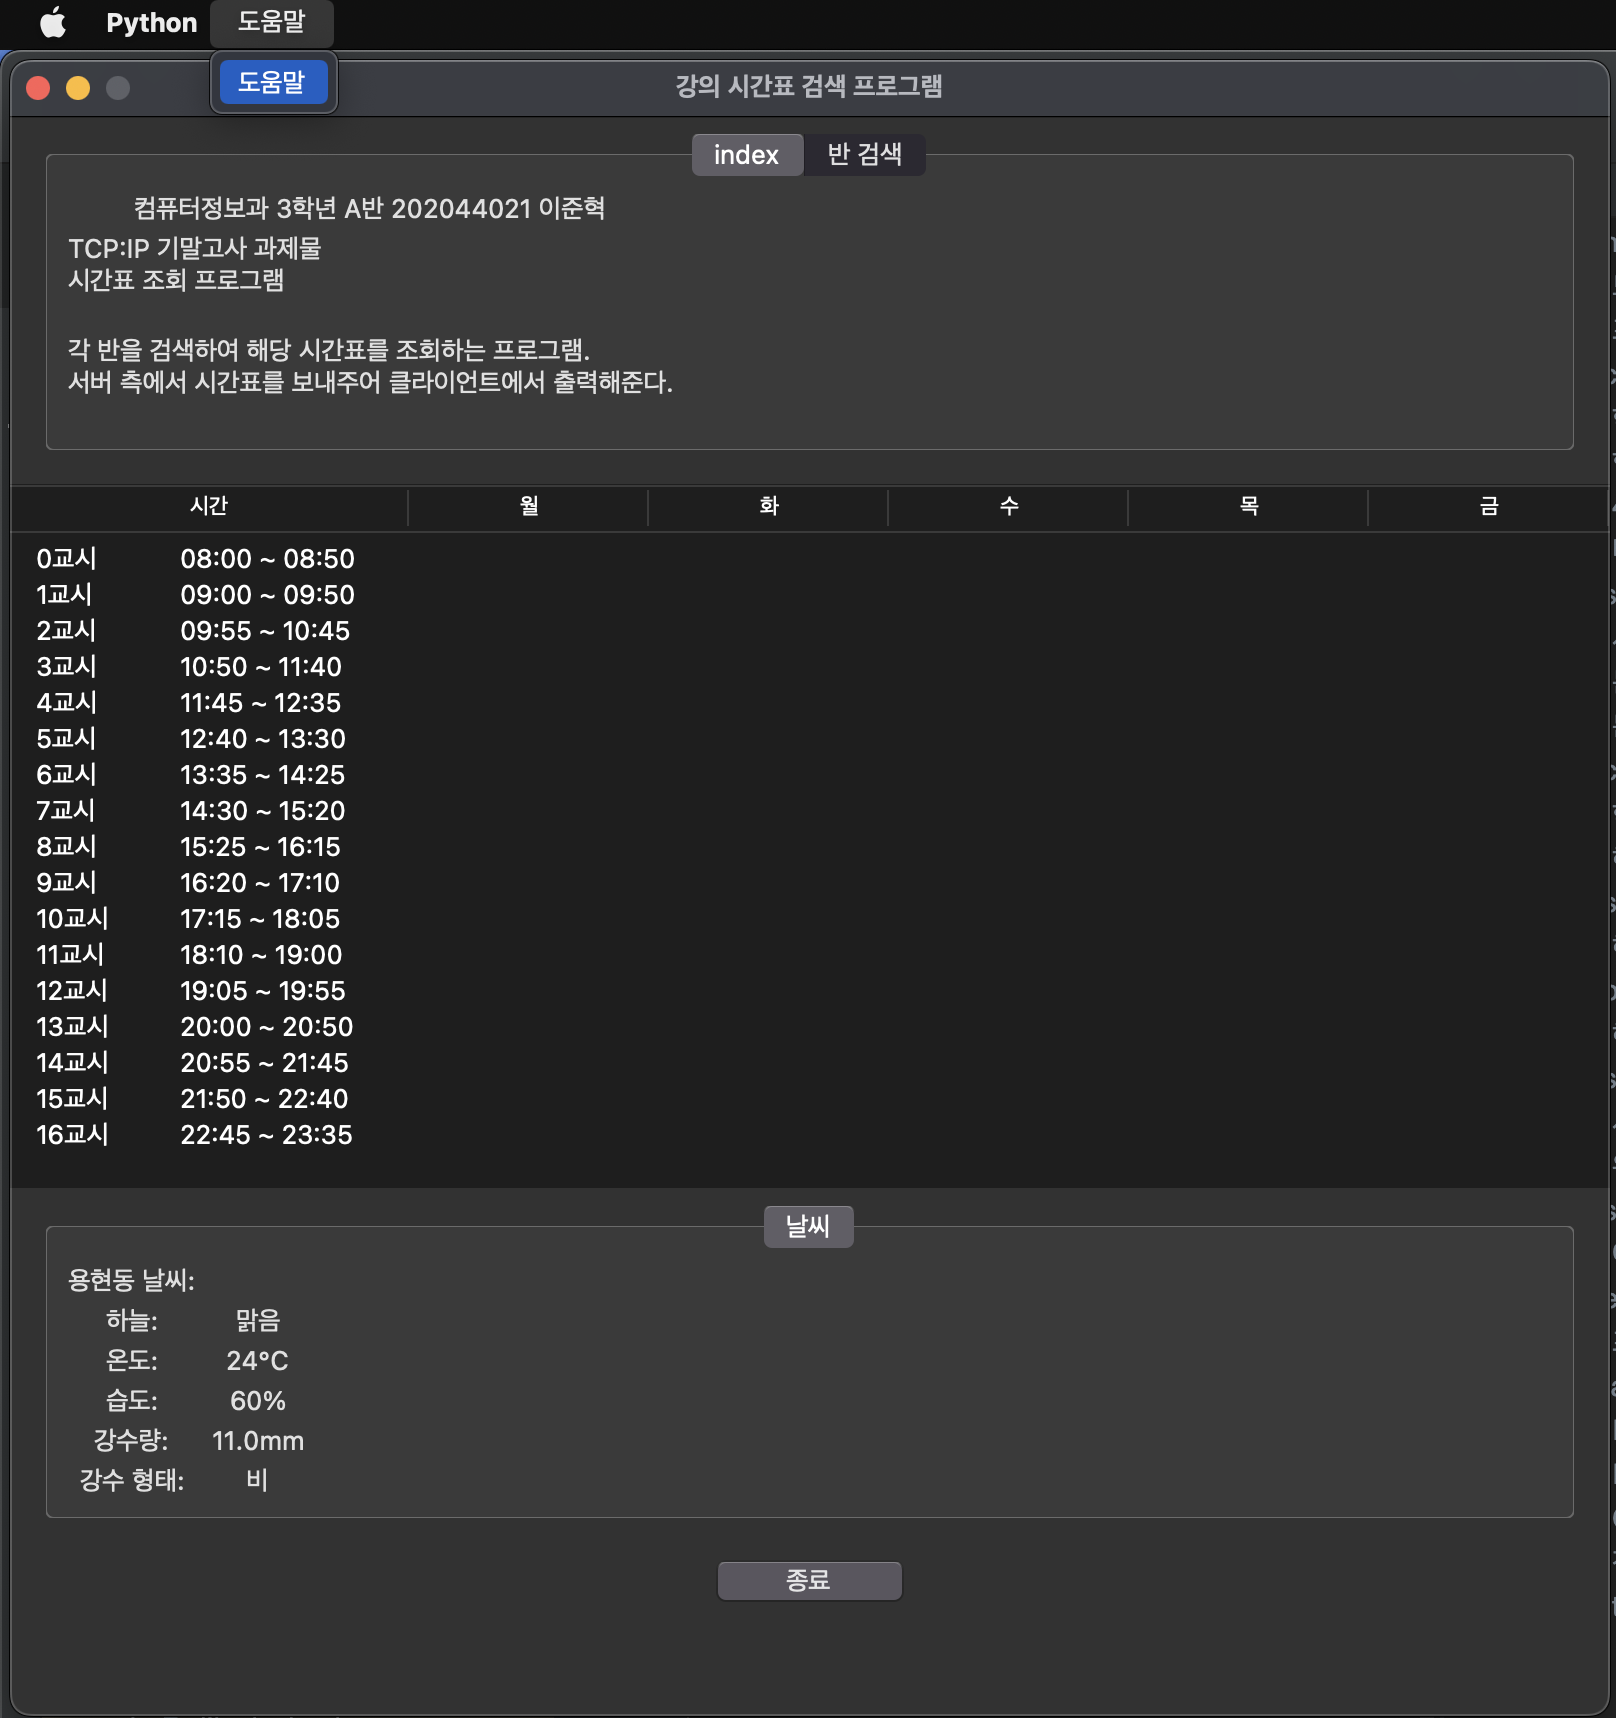 Python 도움말
도움말
강의 시간표 검색 프로그램
index 반 검색
컴퓨터정보과 3학년 A반 202044021 이준혁
TCP:IP 기말고사 과제물
시간표 조회 프로그램
각 반을 검색하여 해당 시간표를 조회하는 프로그램.
서버 측에서 시간표를 보내주어 클라이언트에서 출력해준다.
시간 월 화 수 목 금
0교시 08:00 ~ 08:50
1교시 09:00 ~ 09:50
2교시 09:55 ~ 10:45
3교시 10:50 ~ 11:40
4교시 11:45 ~ 12:35
5교시 12:40 ~ 13:30
6교시 13:35 ~ 14:25
7교시 14:30 ~ 15:20
8교시 15:25 ~ 16:15
9교시 16:20 ~ 17:10
10교시 17:15 ~ 18:05
11교시 18:10 ~ 19:00
12교시 19:05 ~ 19:55
13교시 20:00 ~ 20:50
14교시 20:55 ~ 21:45
15교시 21:50 ~ 22:40
16교시 22:45 ~ 23:35
날씨
용현동 날씨:
하늘: 맑음
온도: 24°C
습도: 60%
강수량: 11.0mm
강수 형태: 비
종료